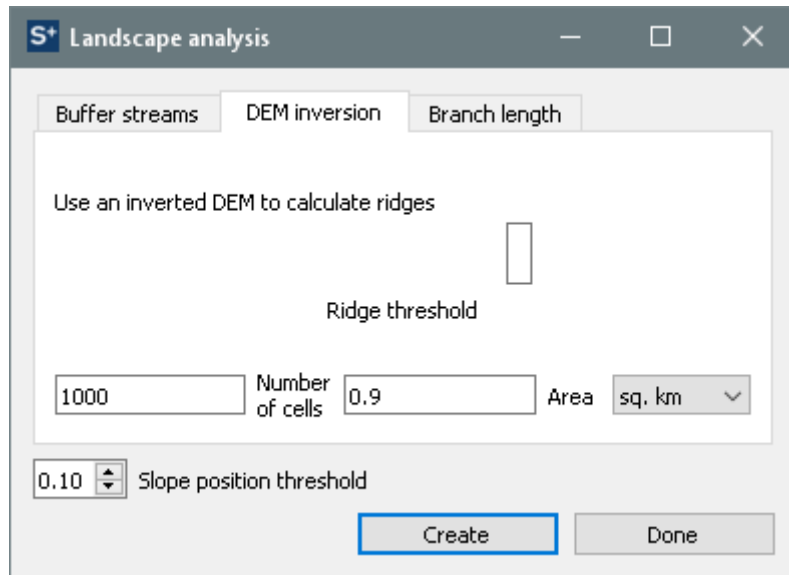 S+ Landscape analysis
Buffer streams DEM inversion Branch length
Use an inverted DEM to calculate ridges
Ridge threshold
1000 Number of cells 0.9 Area sq. km
0.10 Slope position threshold
Create Done